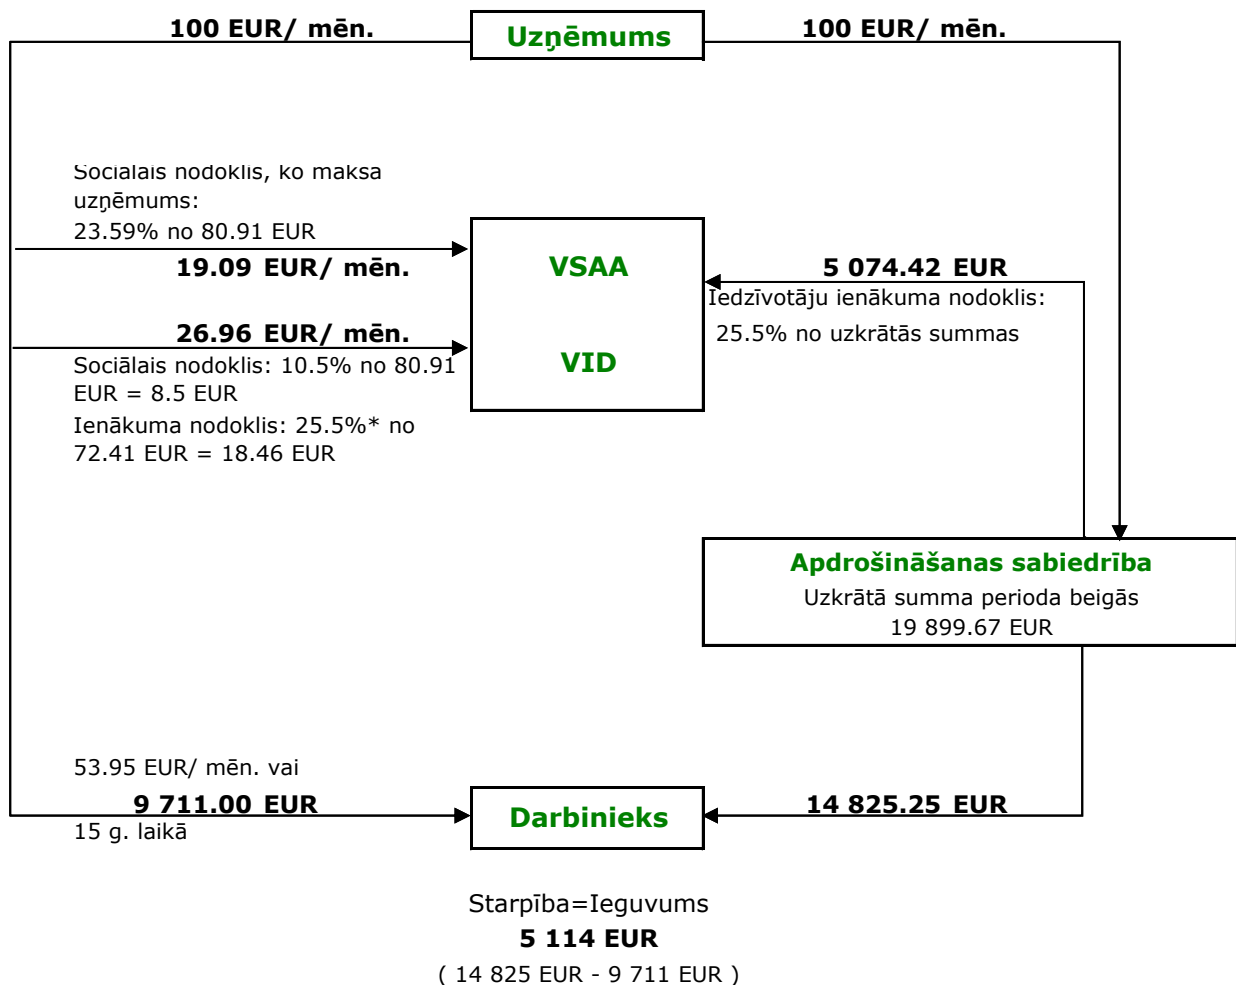 100 EUR/ mēn.
Uzņēmums
100 EUR/ mēn.
Sociālais nodoklis, ko maksā
uzņēmums:
23.59% no 80.91 EUR
19.09 EUR/ mēn.
26.96 EUR/ mēn.
Sociālais nodoklis: 10.5% no 80.91
EUR = 8.5 EUR
Ienākuma nodoklis: 25.5%* no
72.41 EUR = 18.46 EUR
VSAA
VID
5 074.42 EUR
Iedzīvotāju ienākuma nodoklis:
25.5% no uzkrātās summas
Apdrošināšanas sabiedrība
Uzkrātā summa perioda beigās
19 899.67 EUR
53.95 EUR/ mēn. vai
9 711.00 EUR
15 g. laikā
Darbinieks
14 825.25 EUR
Starpība=Ieguvums
5 114 EUR
( 14 825 EUR - 9 711 EUR )